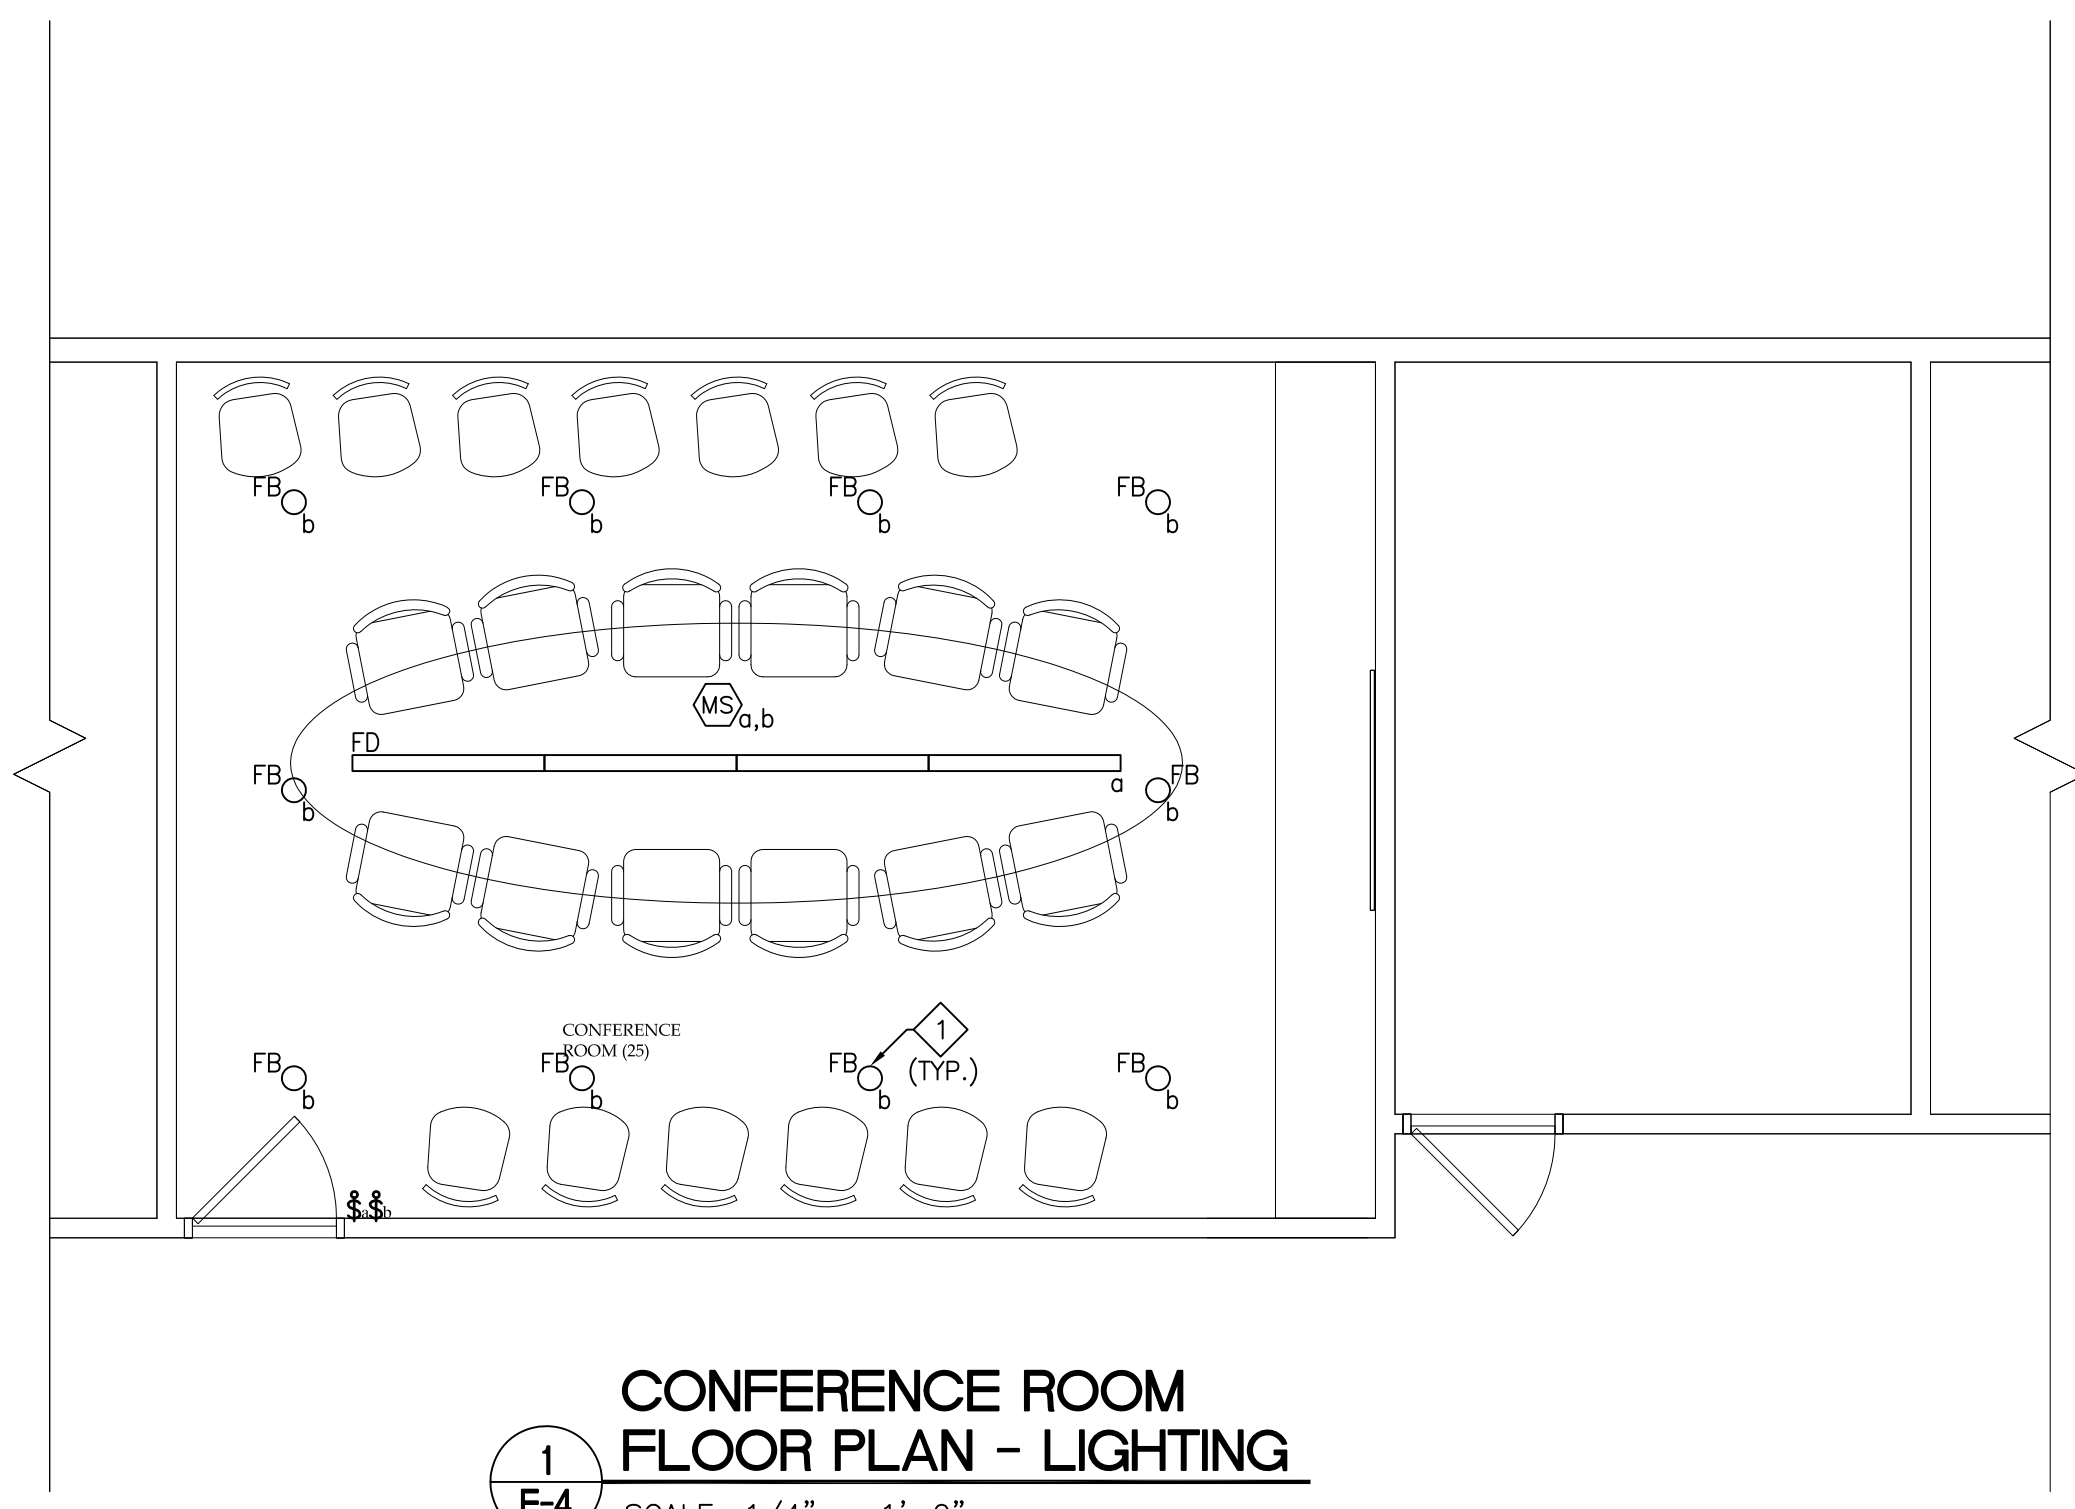 FB FB FB FB
b b b b
MS
a,b
FD
FB FB
a
b b
1
CONFERENCE
ROOM (25)
FB FB FB FB
(TYP.)
b b b b
$a$b
CONFERENCE ROOM
1
FLOOR PLAN - LIGHTING
E-4